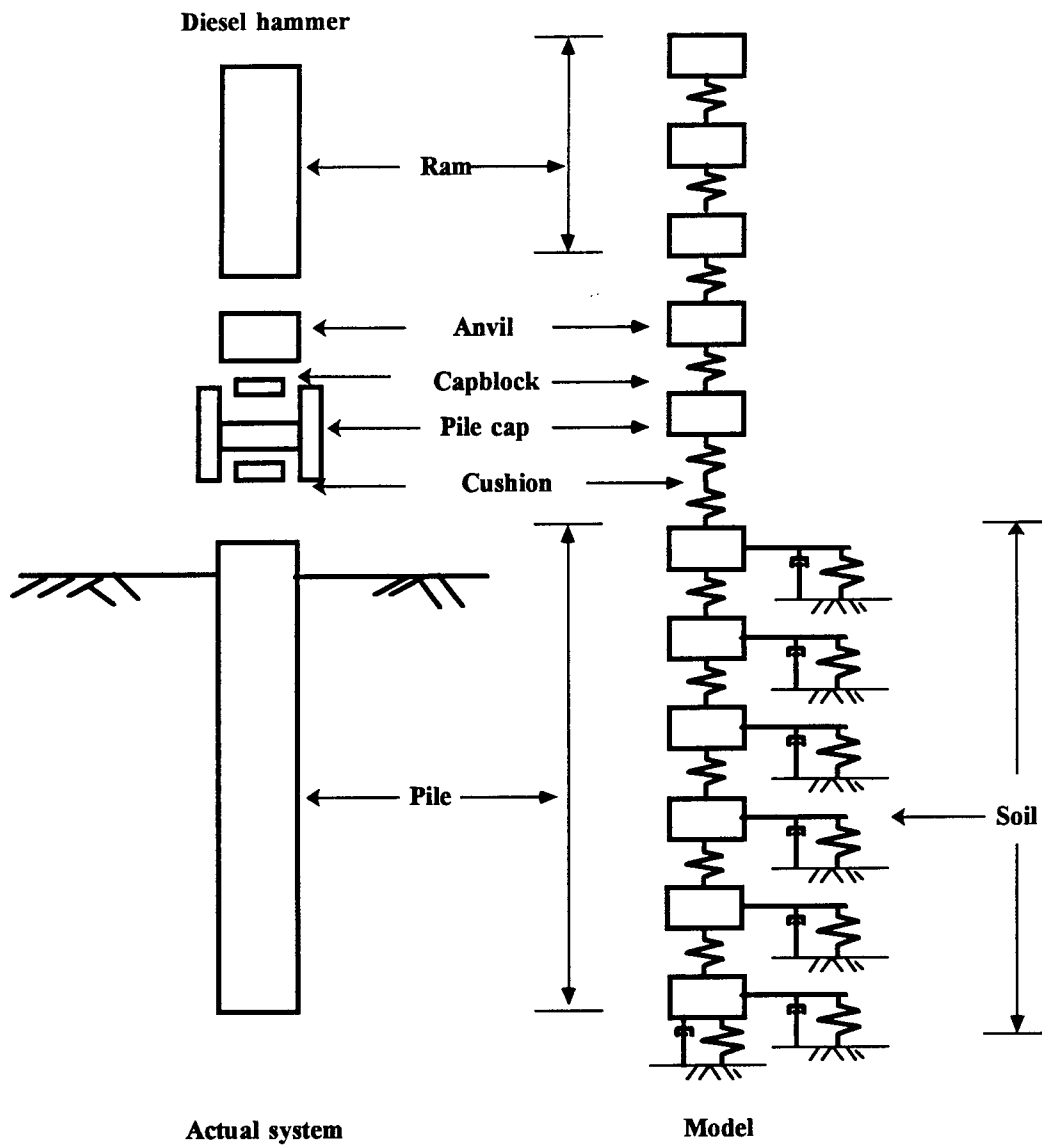 Diesel hammer
Ram
Anvil
Capblock
Pile cap
Cushion
Pile
Soil
Actual system
Model